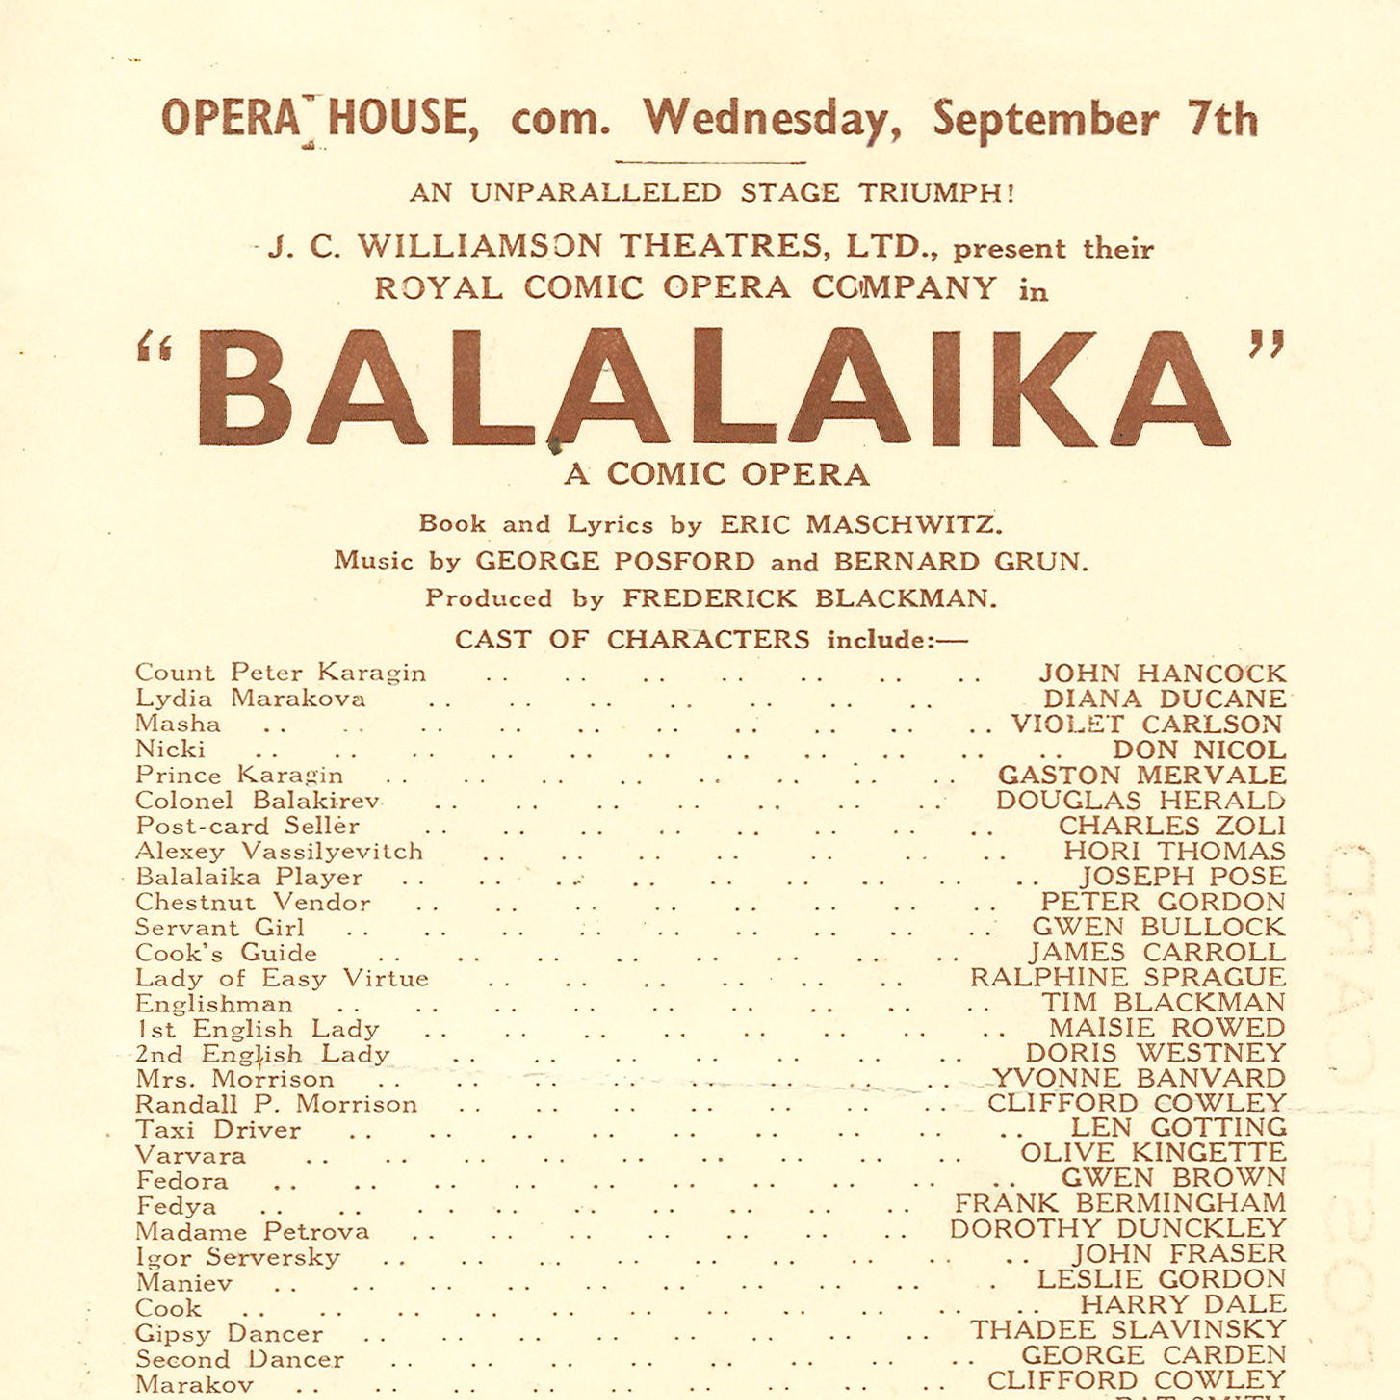 OPERA HOUSE, com. Wednesday, September 7th
AN UNPARALLELED STAGE TRIUMPH!
J. C. WILLIAMSON THEATRES, LTD., present their
ROYAL COMIC OPERA COMPANY in
“BALALAIKA”
A COMIC OPERA
Book and Lyrics by ERIC MASCHWITZ.
Music by GEORGE POSFORD and BERNARD GRUN.
Produced by FREDERICK BLACKMAN.
CAST OF CHARACTERS include:—
Count Peter Karagin .. .. .. .. .. .. .. JOHN HANCOCK
Lydia Marakova .. .. .. .. .. .. .. DIANA DUCANE
Masha .. .. .. .. .. .. .. .. .. .. VIOLET CARLSON
Nicki .. .. .. .. .. .. .. .. .. .. .. DON NICOL
Prince Karagin .. .. .. .. .. .. .. .. GASTON MERVALE
Colonel Balakirev .. .. .. .. .. .. .. DOUGLAS HERALD
Post-card Seller .. .. .. .. .. .. .. .. CHARLES ZOLI
Alexey Vassilyevitch .. .. .. .. .. .. .. HORI THOMAS
Balalaika Player .. .. .. .. .. .. .. .. .. JOSEPH POSE
Chestnut Vendor .. .. .. .. .. .. .. .. PETER GORDON
Servant Girl .. .. .. .. .. .. .. .. .. GWEN BULLOCK
Cook's Guide .. .. .. .. .. .. .. .. JAMES CARROLL
Lady of Easy Virtue .. .. .. .. .. .. RALPHINE SPRAGUE
Englishman .. .. .. .. .. .. .. .. .. TIM BLACKMAN
1st English Lady .. .. .. .. .. .. .. .. MAISIE ROWED
2nd English Lady .. .. .. .. .. .. .. DORIS WESTNEY
Mrs. Morrison .. .. .. .. .. .. .. .. YVONNE BANVARD
Randall P. Morrison .. .. .. .. .. .. .. CLIFFORD COWLEY
Taxi Driver .. .. .. .. .. .. .. .. .. LEN GOTTING
Varvara .. .. .. .. .. .. .. .. .. OLIVE KINGETTE
Fedora .. .. .. .. .. .. .. .. .. .. GWEN BROWN
Fedya .. .. .. .. .. .. .. .. .. FRANK BERMINGHAM
Madame Petrova .. .. .. .. .. .. .. DOROTHY DUNCKLEY
Igor Serversky .. .. .. .. .. .. .. .. .. JOHN FRASER
Maniev .. .. .. .. .. .. .. .. .. .. LESLIE GORDON
Cook .. .. .. .. .. .. .. .. .. .. .. HARRY DALE
Gipsy Dancer .. .. .. .. .. .. .. .. THADEE SLAVINSKY
Second Dancer .. .. .. .. .. .. .. .. GEORGE CARDEN
Marakov .. .. .. .. .. .. .. .. .. CLIFFORD COWLEY